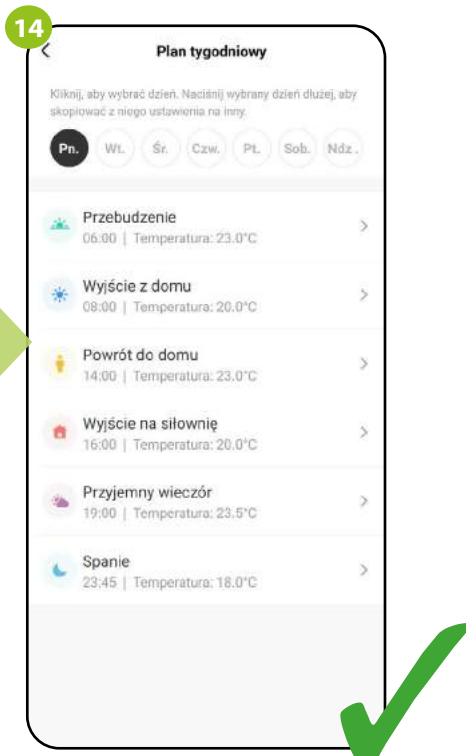 14
Plan tygodniowy
Kliknij, aby wybrać dzień. Naciśnij wybrany dzień dłużej, aby
skopiować z niego ustawienia na inny.
Pn. Wt. Śr. Czw. Pt. Sob. Ndz.
Przebudzenie
06:00 | Temperatura: 23.0°C
Wyjście z domu
08:00 | Temperatura: 20.0°C
Powrót do domu
14:00 | Temperatura: 23.0°C
Wyjście na siłownię
16:00 | Temperatura: 20.0°C
Przyjemny wieczór
19:00 | Temperatura: 23.5°C
Spanie
23:45 | Temperatura: 18.0°C